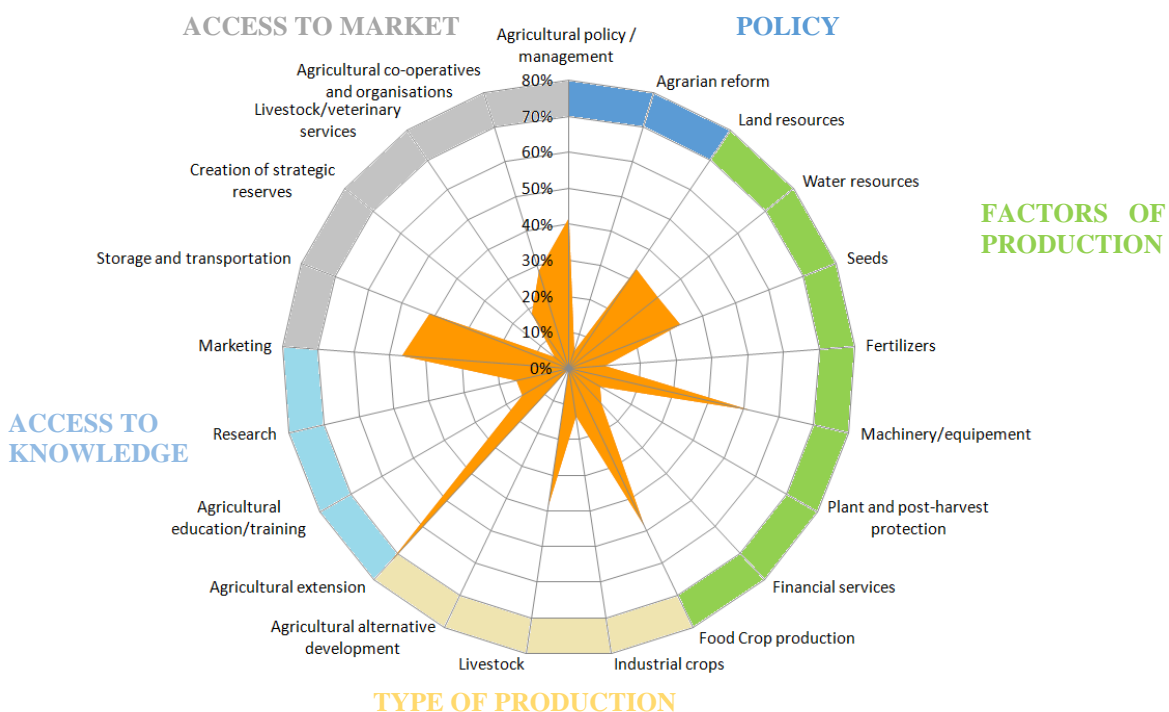 ACCESS TO MARKET
POLICY
Agricultural policy /
management
Agrarian reform
Land resources
Water resources
FACTORS OF
PRODUCTION
Seeds
Fertilizers
Machinery/equipement
Plant and post-harvest
protection
Financial services
Food Crop production
Industrial crops
Livestock
TYPE OF PRODUCTION
Agricultural alternative
development
Agricultural extension
Agricultural
education/training
Research
ACCESS TO
KNOWLEDGE
Marketing
Storage and transportation
Creation of strategic
reserves
Livestock/veterinary
services
Agricultural co-operatives
and organisations
80%
70%
60%
50%
40%
30%
20%
10%
0%